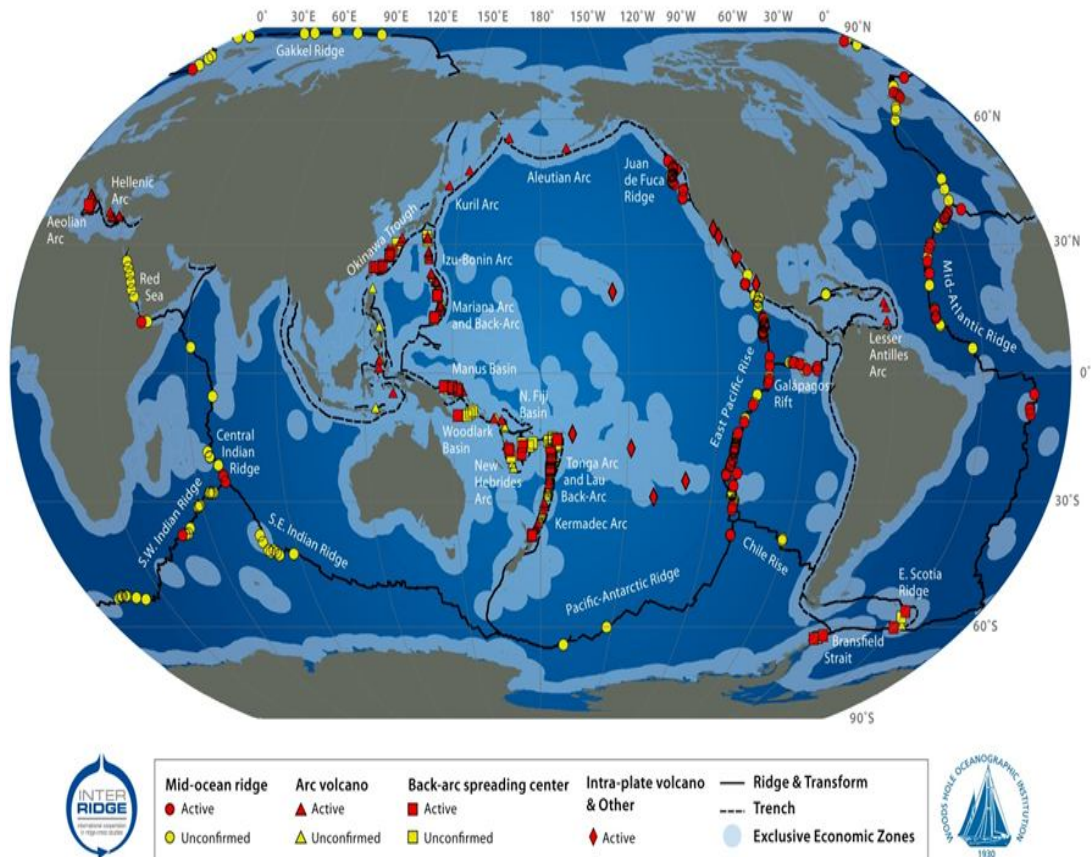 0° 30°E 60°E 90°E 120°E 150°E 180° 150°W 120°W 90°W 60°W 30°W 0°
90°N
Gakkel Ridge
60°N
Aleutian Arc
Juan
de Fuca
Ridge
Hellenic
Arc
Aeolian
Arc
Kuril Arc
Okinawa Trough
30°N
Izu-Bonin Arc
Red
Sea
Mariana Arc
and Back-Arc
Mid-Atlantic Ridge
Lesser
Antilles
Arc
0°
Manus Basin
East Pacific Rise
Galapagos
Rift
N. Fiji
Basin
Woodlark
Basin
Central
Indian
Ridge
New
Hebrides
Arc
Tonga Arc
and Lau
Back-Arc
30°S
S.W. Indian Ridge
S.E. Indian Ridge
Kermadec Arc
Chile Rise
E. Scotia
Ridge
Pacific-Antarctic Ridge
60°S
Bransfield
Strait
90°S
INTER
RIDGE
Mid-ocean ridge
Active
Unconfirmed
Arc volcano
Active
Unconfirmed
Back-arc spreading center
Active
Unconfirmed
Intra-plate volcano
& Other
Active
Ridge & Transform
Trench
Exclusive Economic Zones
WOODS HOLE OCEANOGRAPHIC INSTITUTION
1930